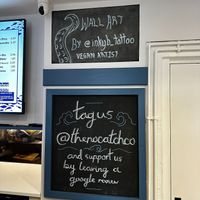 WALL ART
By @inkyb_tattoo
VEGAN ARTIST
tag us
@thenocatchco
and support us
by leaving a
google review